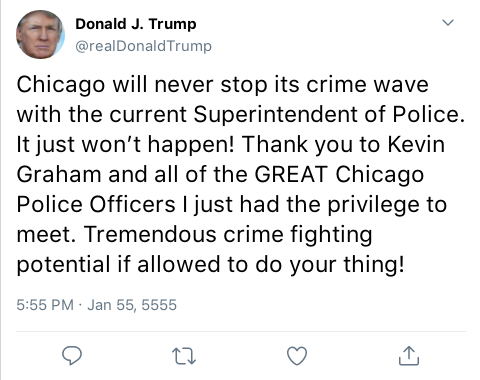 Donald J. Trump
@realDonaldTrump
Chicago will never stop its crime wave
with the current Superintendent of Police.
It just won’t happen! Thank you to Kevin
Graham and all of the GREAT Chicago
Police Officers I just had the privilege to
meet. Tremendous crime fighting
potential if allowed to do your thing!
5:55 PM · Jan 55, 5555